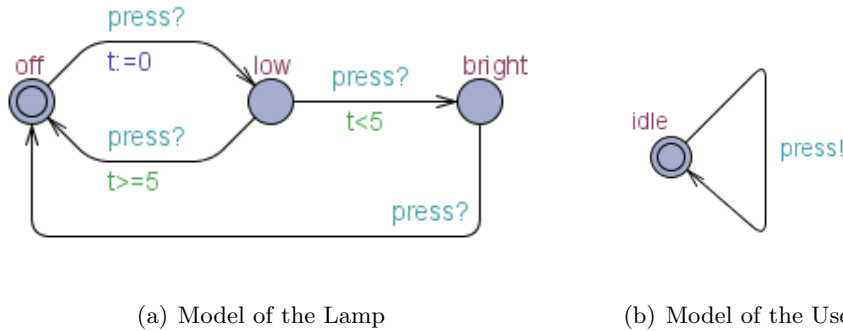 press?
off
t:=0
low
press?
bright
press?
t<5
t>=5
press?
(a) Model of the Lamp
idle
press!
(b) Model of the Use